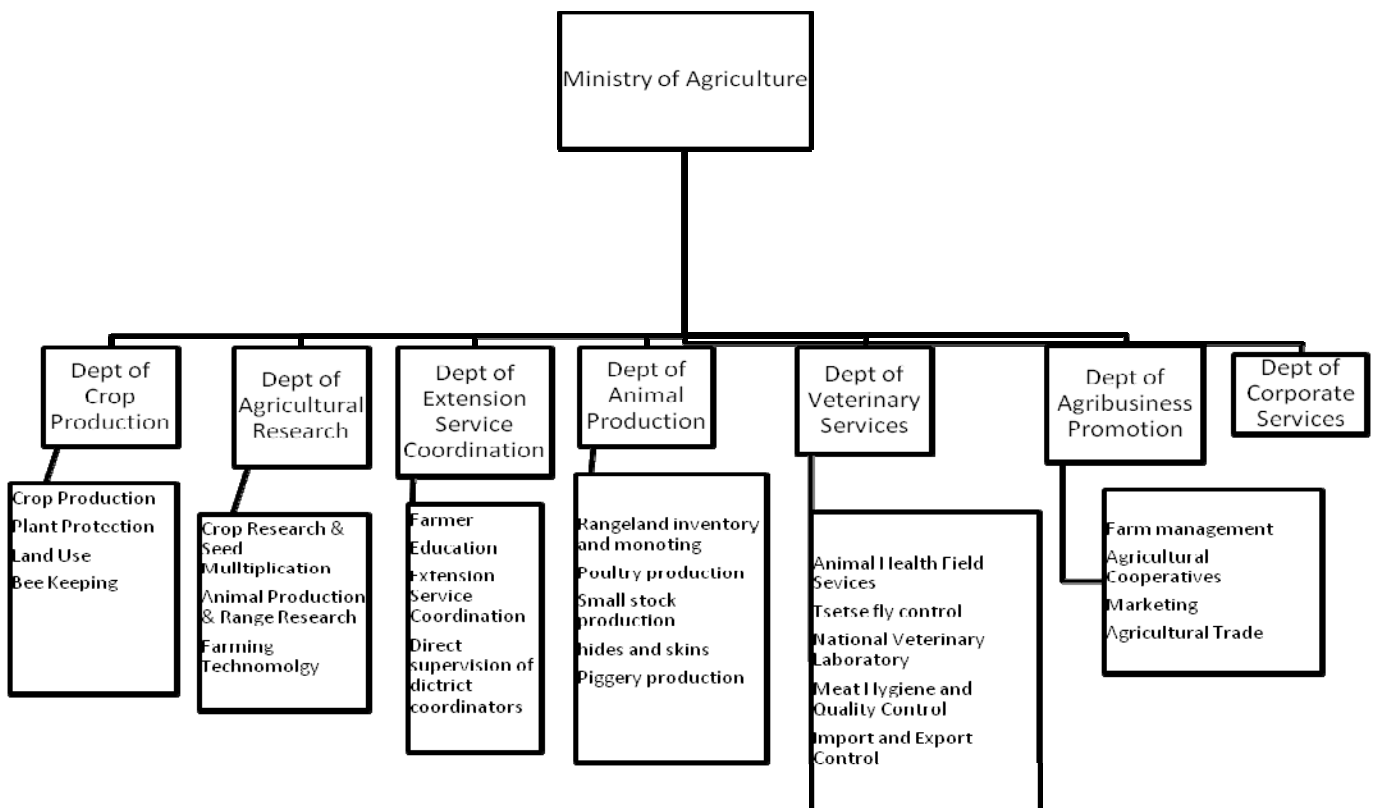 Ministry of Agriculture
Dept of
Crop
Production
Dept of
Agricultural
Research
Dept of
Extension
Service
Coordination
Dept of
Animal
Production
Dept of
Veterinary
Services
Dept of
Agribusiness
Promotion
Dept of
Corporate
Services
Crop Production
Plant Protection
Land Use
Bee Keeping
Crop Research &
Seed
Mulltiplication
Animal Production
& Range Research
Farming
Technomolgy
Farmer
Education
Extension
Service
Coordination
Direct
supervision of
dictrict
coordinators
Rangeland inventory
and monoting
Poultry production
Small stock
production
hides and skins
Piggery production
Animal Health Field
Sevices
Tsetse fly control
National Veterinary
Laboratory
Meat Hygiene and
Quality Control
Import and Export
Control
Farm management
Agricultural
Cooperatives
Marketing
Agricultural Trade